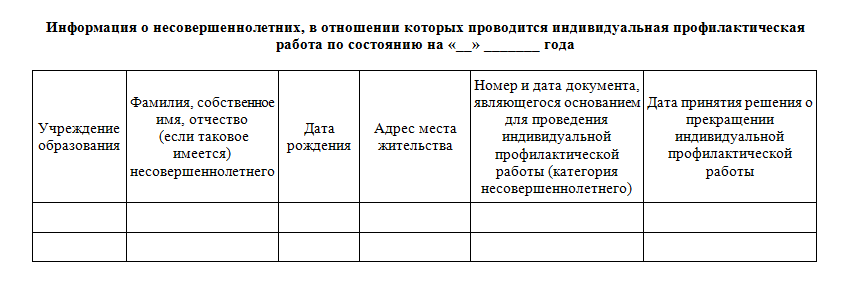 Информация о несовершеннолетних, в отношении которых проводится индивидуальная профилактическая
работа по состоянию на «__» _______ года
Учреждение
образования
Фамилия, собственное
имя, отчество
(если таковое
имеется)
несовершеннолетнего
Дата
рождения
Адрес места
жительства
Номер и дата документа,
являющегося основанием
для проведения
индивидуальной
профилактической
работы (категория
несовершеннолетнего)
Дата принятия решения о
прекращении
индивидуальной
профилактической
работы